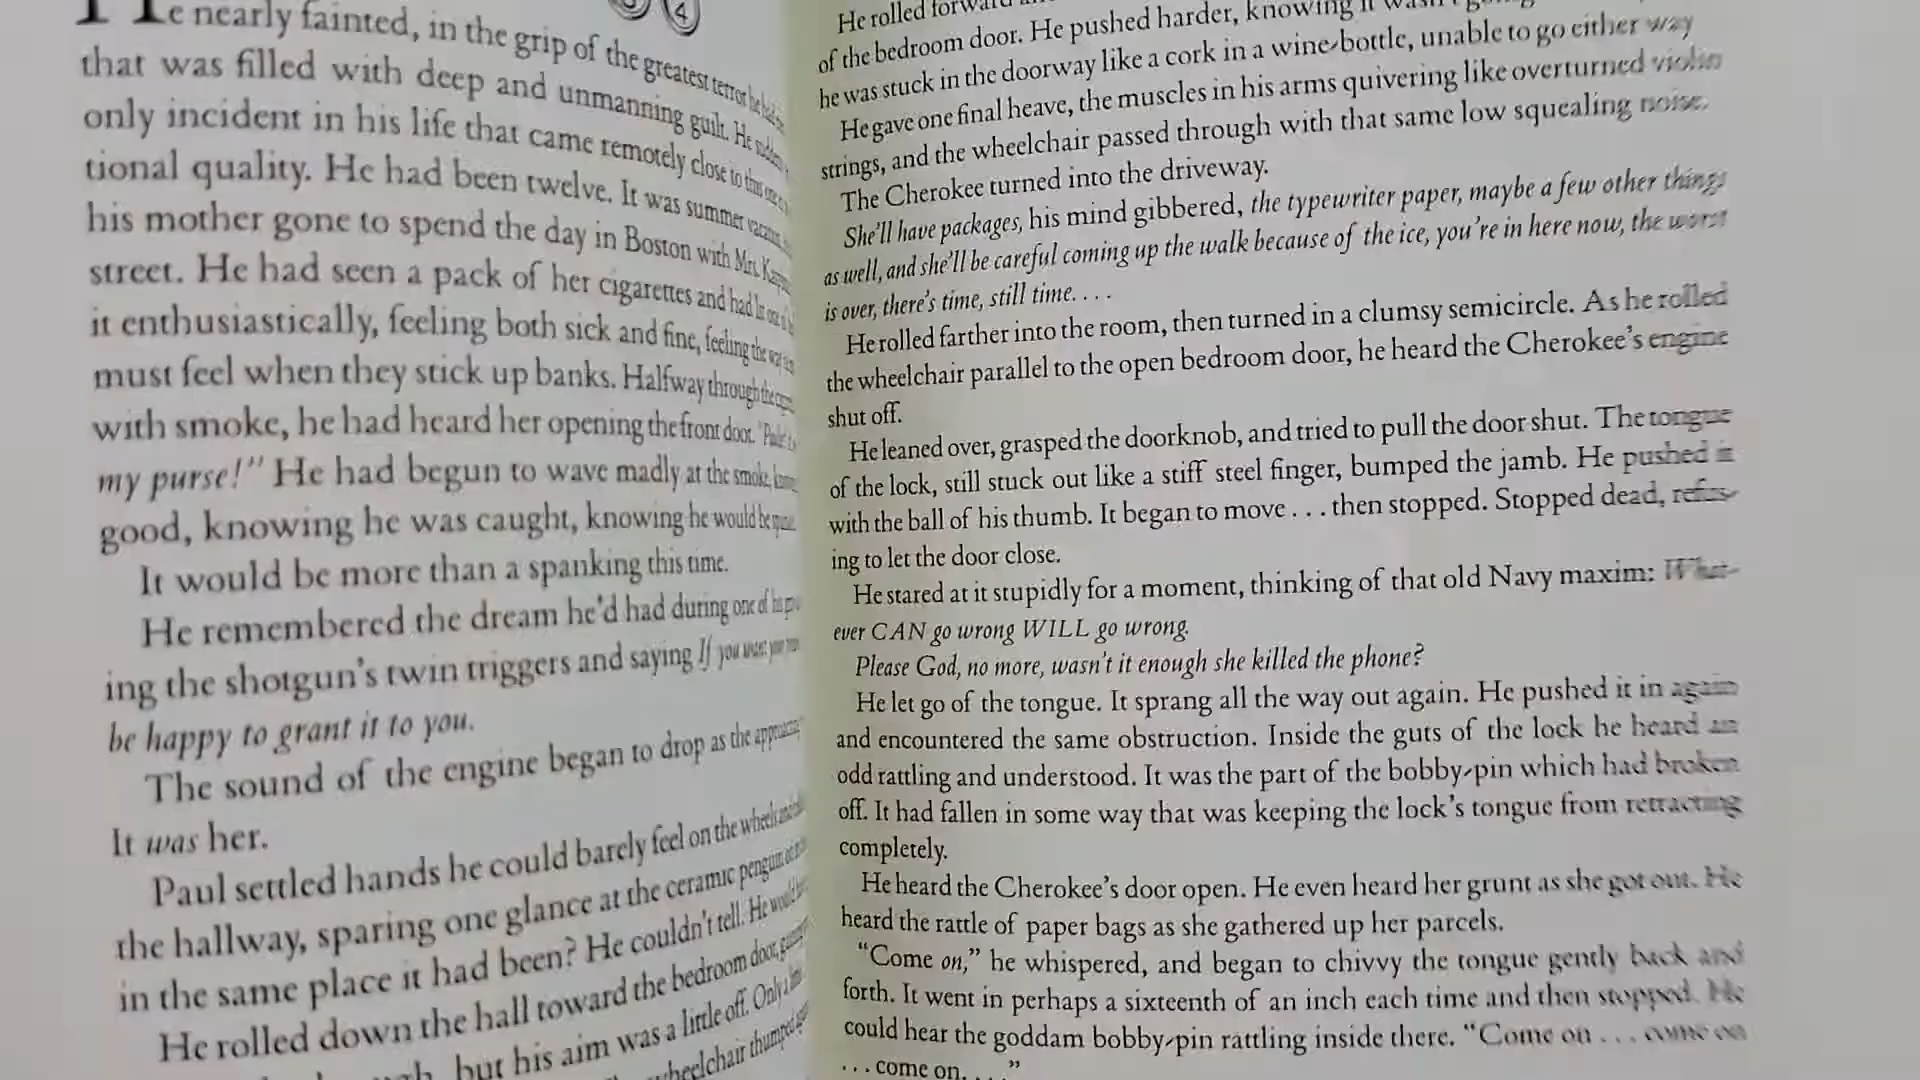 4
He nearly fainted, in the grip of the greatest terror he had
that was filled with deep and unmanning guilt. He suddenly
only incident in his life that came remotely close to this one
tional quality. He had been twelve. It was summer vacation,
his mother gone to spend the day in Boston with Mrs.
street. He had seen a pack of her cigarettes and had lit one
it enthusiastically, feeling both sick and fine, feeling the way
must feel when they stick up banks. Halfway through the
with smoke, he had heard her opening the front door.
my purse!" He had begun to wave madly at the smoke,
good, knowing he was caught, knowing he would be
It would be more than a spanking this time.
He remembered the dream he'd had during one of his
ing the shotgun's twin triggers and saying If you want your
be happy to grant it to you.
The sound of the engine began to drop as the
It was her.
Paul settled hands he could barely feel on the wheels
the hallway, sparing one glance at the ceramic penguin
in the same place it had been? He couldn't tell. He would
He rolled down the hall toward the bedroom door,
but his aim was a little off. Only a
wheelchair thumped
He rolled forward
of the bedroom door. He pushed harder, knowing it wasn't
he was stuck in the doorway like a cork in a wine-bottle, unable to go either way
He gave one final heave, the muscles in his arms quivering like overturned violin
strings, and the wheelchair passed through with that same low squealing noise.
The Cherokee turned into the driveway.
She'll have packages, his mind gibbered, the typewriter paper, maybe a few other things
as well, and she'll be careful coming up the walk because of the ice, you're in here now, the worst
is over, there's time, still time. . . .
He rolled farther into the room, then turned in a clumsy semicircle. As he rolled
the wheelchair parallel to the open bedroom door, he heard the Cherokee's engine
shut off.
He leaned over, grasped the doorknob, and tried to pull the door shut. The tongue
of the lock, still stuck out like a stiff steel finger, bumped the jamb. He pushed it
with the ball of his thumb. It began to move . . . then stopped. Stopped dead, refus-
ing to let the door close.
He stared at it stupidly for a moment, thinking of that old Navy maxim: What-
ever CAN go wrong WILL go wrong.
Please God, no more, wasn't it enough she killed the phone?
He let go of the tongue. It sprang all the way out again. He pushed it in again
and encountered the same obstruction. Inside the guts of the lock he heard an
odd rattling and understood. It was the part of the bobby-pin which had broken
off. It had fallen in some way that was keeping the lock's tongue from retracting
completely.
He heard the Cherokee's door open. He even heard her grunt as she got out. He
heard the rattle of paper bags as she gathered up her parcels.
"Come on," he whispered, and began to chivvy the tongue gently back and
forth. It went in perhaps a sixteenth of an inch each time and then stopped. He
could hear the goddam bobby-pin rattling inside there. "Come on . . . come on
. . . come on. . . ."